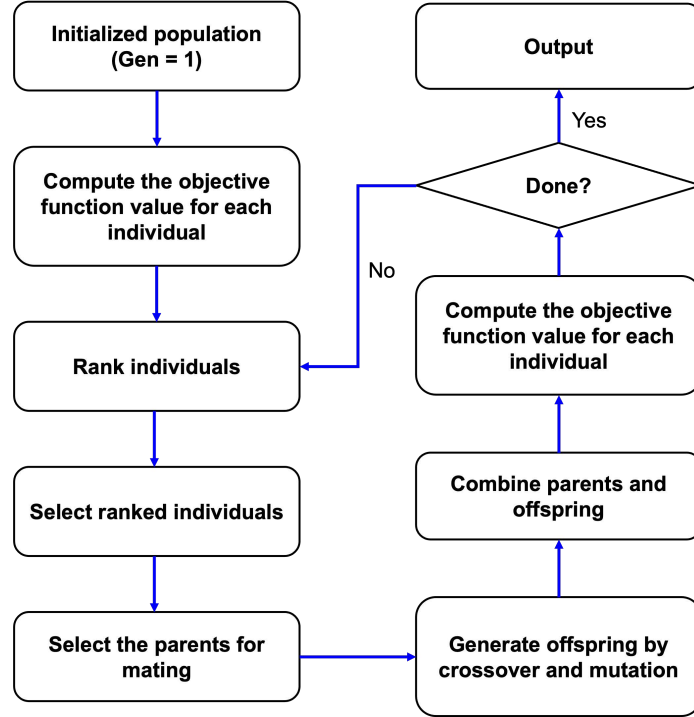 Initialized population
(Gen = 1)
Compute the objective
function value for each
individual
Rank individuals
Select ranked individuals
Select the parents for
mating
Generate offspring by
crossover and mutation
Combine parents and
offspring
Compute the objective
function value for each
individual
Done?
No
Yes
Output